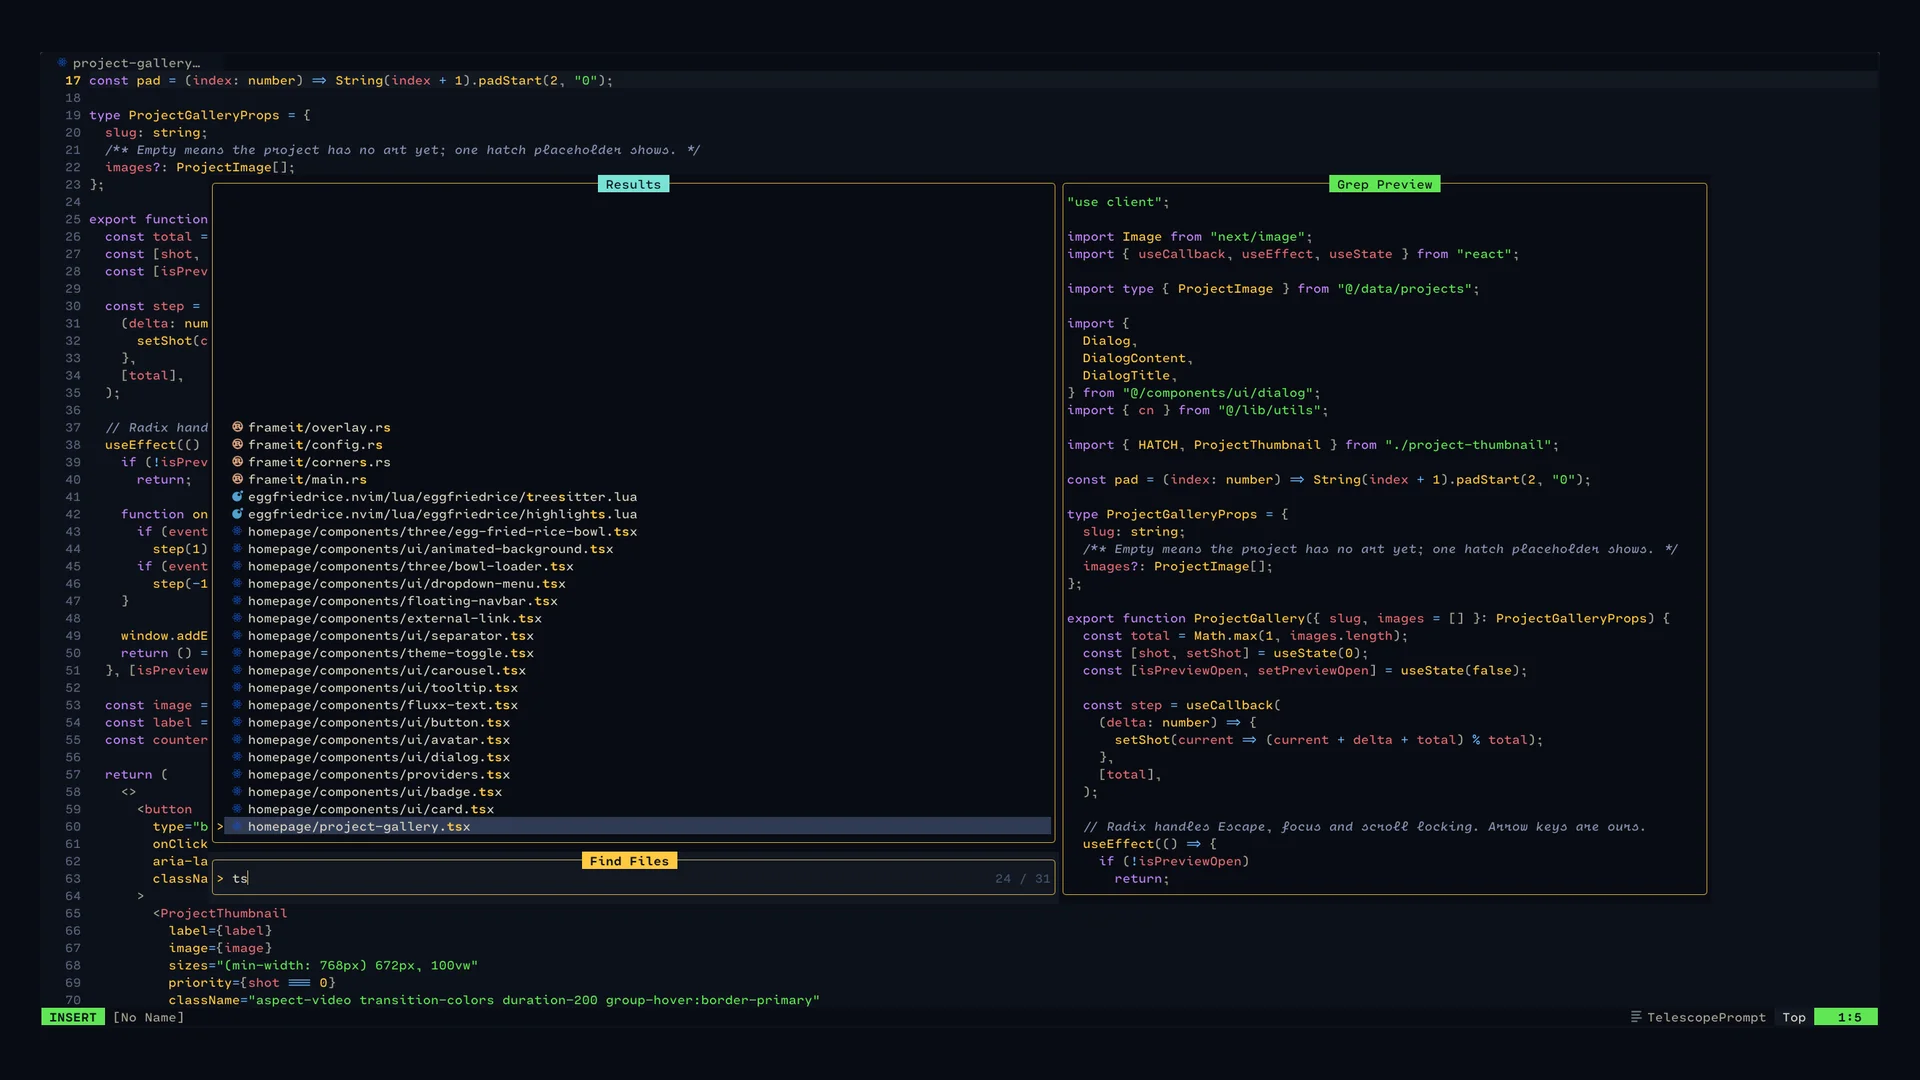 project-gallery…
17 const pad = (index: number) => String(index + 1).padStart(2, "0");
18
19 type ProjectGalleryProps = {
20 slug: string;
21 /** Empty means the project has no art yet; one hatch placeholder shows. */
22 images?: ProjectImage[];
23 };
24
25 export function
26 const total =
27 const [shot,
28 const [isPrev
29
30 const step =
31 (delta: num
32 setShot(c
33 },
34 [total],
35 );
36
37 // Radix hand
38 useEffect(()
39 if (!isPrev
40 return;
41
42 function on
43 if (event
44 step(1)
45 if (event
46 step(-1
47 }
48
49 window.addE
50 return () =
51 }, [isPreview
52
53 const image =
54 const label =
55 const counter
56
57 return (
58 <>
59 <button
60 type="b
61 onClick
62 aria-la
63 classNa
64 >
65 <ProjectThumbnail
66 label={label}
67 image={image}
68 sizes="(min-width: 768px) 672px, 100vw"
69 priority={shot === 0}
70 className="aspect-video transition-colors duration-200 group-hover:border-primary"
Results
frameit/overlay.rs
frameit/config.rs
frameit/corners.rs
frameit/main.rs
eggfriedrice.nvim/lua/eggfriedrice/treesitter.lua
eggfriedrice.nvim/lua/eggfriedrice/highlights.lua
homepage/components/three/egg-fried-rice-bowl.tsx
homepage/components/ui/animated-background.tsx
homepage/components/three/bowl-loader.tsx
homepage/components/ui/dropdown-menu.tsx
homepage/components/floating-navbar.tsx
homepage/components/external-link.tsx
homepage/components/ui/separator.tsx
homepage/components/theme-toggle.tsx
homepage/components/ui/carousel.tsx
homepage/components/ui/tooltip.tsx
homepage/components/fluxx-text.tsx
homepage/components/ui/button.tsx
homepage/components/ui/avatar.tsx
homepage/components/ui/dialog.tsx
homepage/components/providers.tsx
homepage/components/ui/badge.tsx
homepage/components/ui/card.tsx
> homepage/project-gallery.tsx
Find Files
> ts 24 / 31
Grep Preview
"use client";

import Image from "next/image";
import { useCallback, useEffect, useState } from "react";

import type { ProjectImage } from "@/data/projects";

import {
Dialog,
DialogContent,
DialogTitle,
} from "@/components/ui/dialog";
import { cn } from "@/lib/utils";

import { HATCH, ProjectThumbnail } from "./project-thumbnail";

const pad = (index: number) => String(index + 1).padStart(2, "0");

type ProjectGalleryProps = {
slug: string;
/** Empty means the project has no art yet; one hatch placeholder shows. */
images?: ProjectImage[];
};

export function ProjectGallery({ slug, images = [] }: ProjectGalleryProps) {
const total = Math.max(1, images.length);
const [shot, setShot] = useState(0);
const [isPreviewOpen, setPreviewOpen] = useState(false);

const step = useCallback(
(delta: number) => {
setShot(current => (current + delta + total) % total);
},
[total],
);

// Radix handles Escape, focus and scroll locking. Arrow keys are ours.
useEffect(() => {
if (!isPreviewOpen)
return;
INSERT [No Name] TelescopePrompt Top 1:5